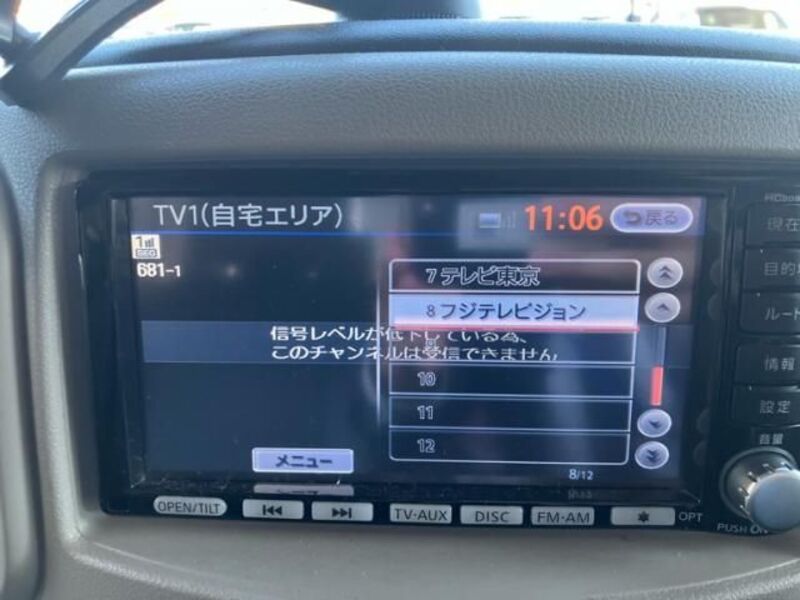 TV1(自宅エリア)
11:06
戻る
1
SEG
681-1
7 テレビ東京
8 フジテレビジョン
信号レベルが低下している為、
このチャンネルは受信できません
10
11
12
メニュー
8/12
現在
目的地
ルート
情報
設定
音量
OPEN/TILT
TV-AUX
DISC
FM-AM
OPT
PUSH